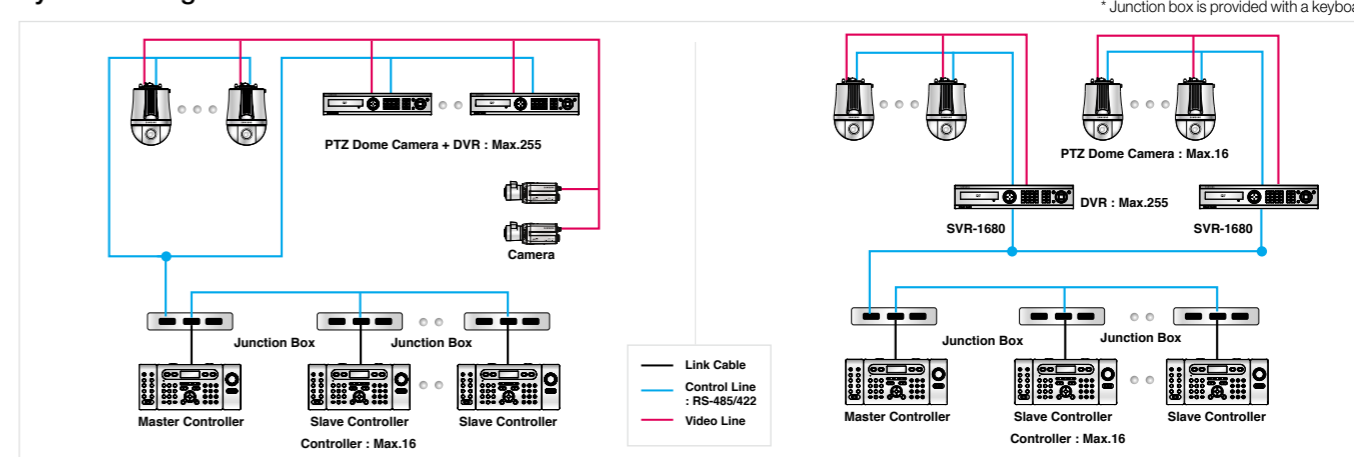 * Junction box is provided with a
PTZ Dome Camera + DVR : Max.255
Camera
Junction Box
Junction Box
Master Controller
Slave Controller
Slave Controller
Controller : Max.16
Link Cable
Control Line
: RS-485/422
Video Line
PTZ Dome Camera : Max.16
DVR : Max.255
SVR-1680
SVR-1680
Junction Box
Junction Box
Master Controller
Slave Controller
Slave Controller
Controller : Max.16